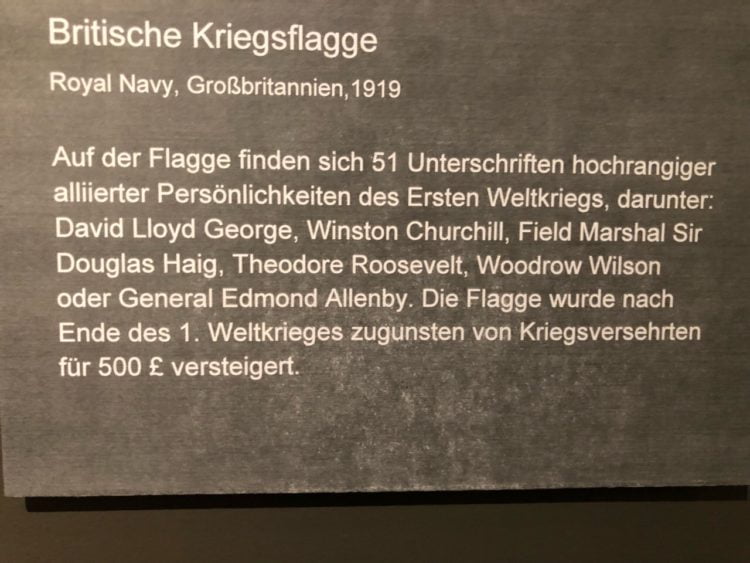 Britische Kriegsflagge
Royal Navy, Großbritannien,1919
Auf der Flagge finden sich 51 Unterschriften hochrangiger
alliierter Persönlichkeiten des Ersten Weltkriegs, darunter:
David Lloyd George, Winston Churchill, Field Marshal Sir
Douglas Haig, Theodore Roosevelt, Woodrow Wilson
oder General Edmond Allenby. Die Flagge wurde nach
Ende des 1. Weltkrieges zugunsten von Kriegsversehrten
für 500 £ versteigert.